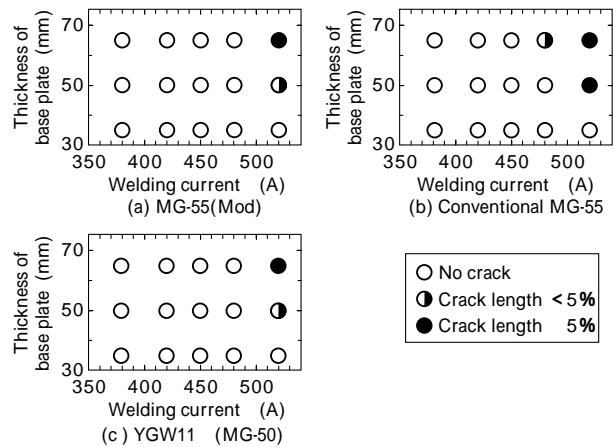 Thickness of base plate (mm)
70
50
30
350 400 450 500
Welding current (A)
(a) MG-55(Mod)
Thickness of base plate (mm)
70
50
30
350 400 450 500
Welding current (A)
(b) Conventional MG-55
Thickness of base plate (mm)
70
50
30
350 400 450 500
Welding current (A)
(c) YGW11 (MG-50)
No crack
Crack length < 5%
Crack length 5%